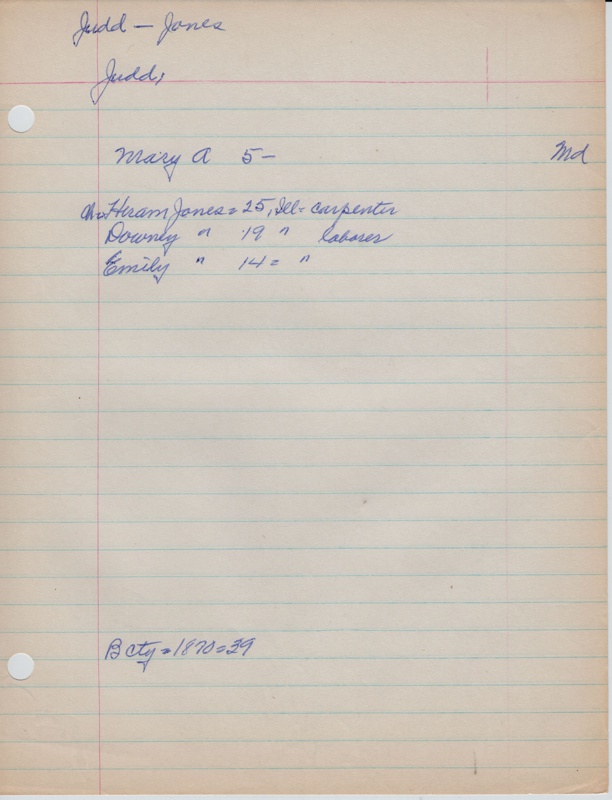 Judd — Jones
Judd,
Mary A 5- Md
ch= Hiram Jones = 25, Ill- carpenter
Downey " 19 " laborer
Emily " 14 = "
B cty = 1870 = 39